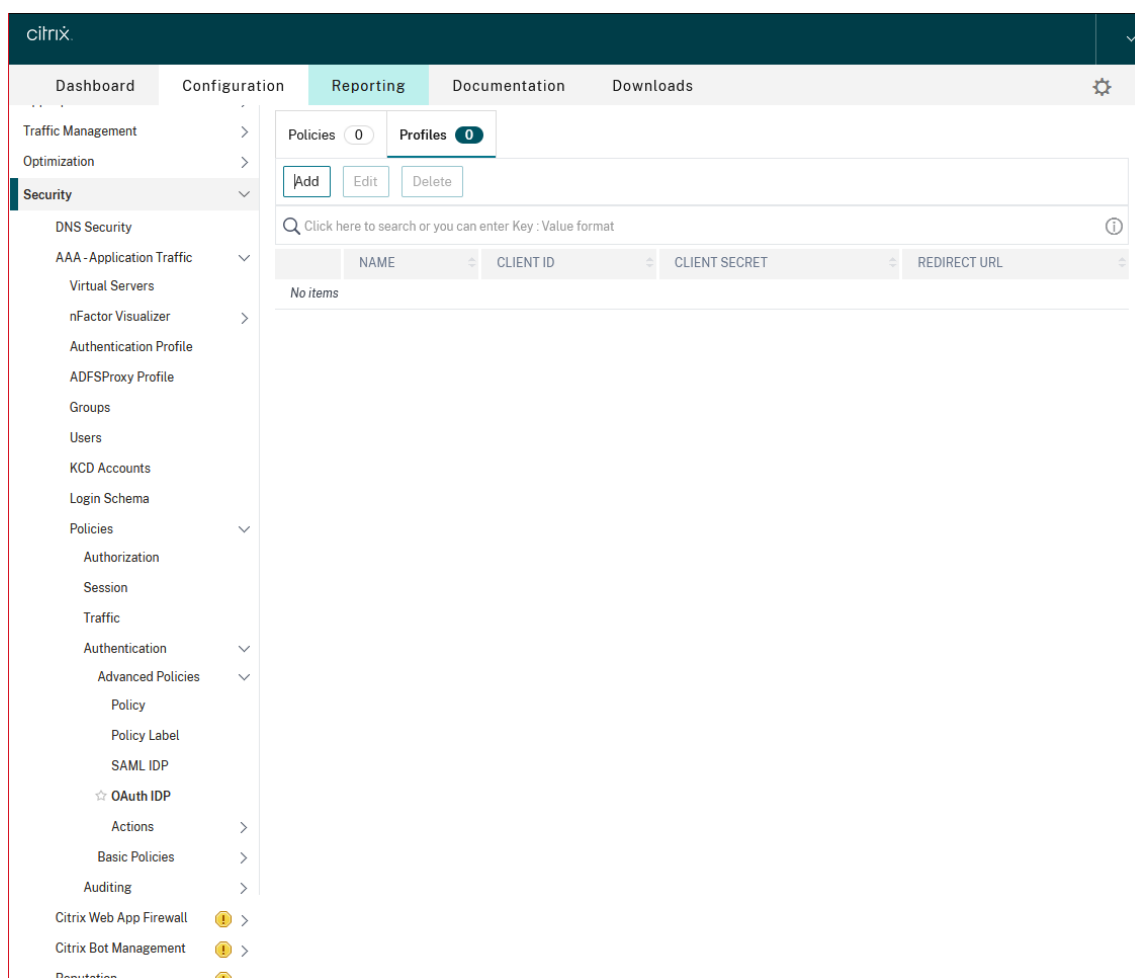 citrix.
Dashboard Configuration Reporting Documentation Downloads
Traffic Management
Optimization
Security
DNS Security
AAA - Application Traffic
Virtual Servers
nFactor Visualizer
Authentication Profile
ADFSProxy Profile
Groups
Users
KCD Accounts
Login Schema
Policies
Authorization
Session
Traffic
Authentication
Advanced Policies
Policy
Policy Label
SAML IDP
OAuth IDP
Actions
Basic Policies
Auditing
Citrix Web App Firewall
Citrix Bot Management
Reputation
Policies 0 Profiles 0
Add Edit Delete
Click here to search or you can enter Key : Value format
NAME CLIENT ID CLIENT SECRET REDIRECT URL
No items